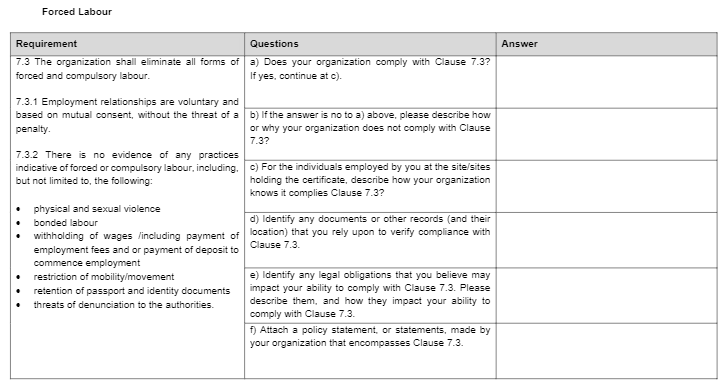 Forced Labour
Requirement
Questions
Answer
7.3 The organization shall eliminate all forms of
forced and compulsory labour.
7.3.1 Employment relationships are voluntary and
based on mutual consent, without the threat of a
penalty.
7.3.2 There is no evidence of any practices
indicative of forced or compulsory labour, including,
but not limited to, the following:
• physical and sexual violence
• bonded labour
• withholding of wages /including payment of
employment fees and or payment of deposit to
commence employment
• restriction of mobility/movement
• retention of passport and identity documents
• threats of denunciation to the authorities.
a) Does your organization comply with Clause 7.3?
If yes, continue at c).
b) If the answer is no to a) above, please describe how
or why your organization does not comply with Clause
7.3?
c) For the individuals employed by you at the site/sites
holding the certificate, describe how your organization
knows it complies Clause 7.3?
d) Identify any documents or other records (and their
location) that you rely upon to verify compliance with
Clause 7.3.
e) Identify any legal obligations that you believe may
impact your ability to comply with Clause 7.3. Please
describe them, and how they impact your ability to
comply with Clause 7.3.
f) Attach a policy statement, or statements, made by
your organization that encompasses Clause 7.3.